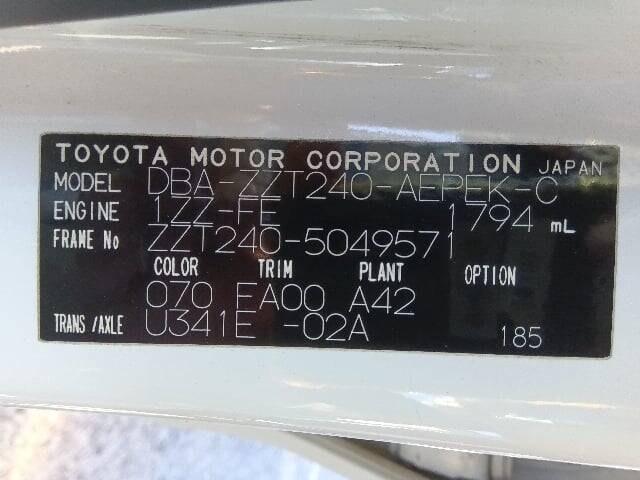 TOYOTA MOTOR CORPORATION JAPAN
MODEL DBA-ZZT240-AEPEK-C
ENGINE 1ZZ-FE 1794 mL
FRAME No ZZT240-5049571
COLOR TRIM PLANT OPTION
070 EA00 A42
TRANS /AXLE U341E -02A 185